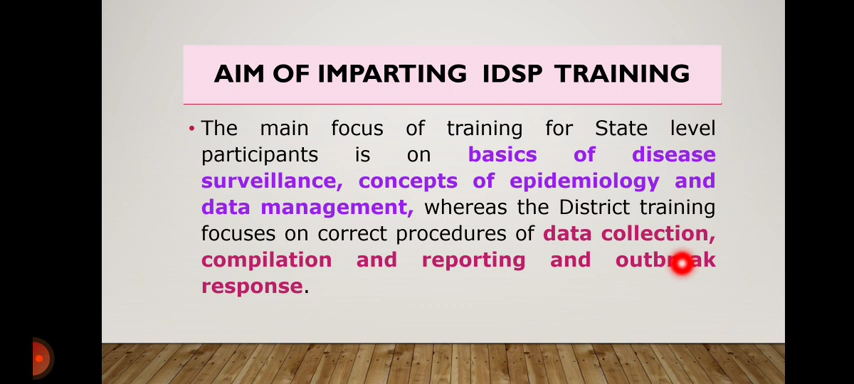 AIM OF IMPARTING IDSP TRAINING
• The main focus of training for State level
participants is on basics of disease
surveillance, concepts of epidemiology and
data management, whereas the District training
focuses on correct procedures of data collection,
compilation and reporting and outbreak
response.